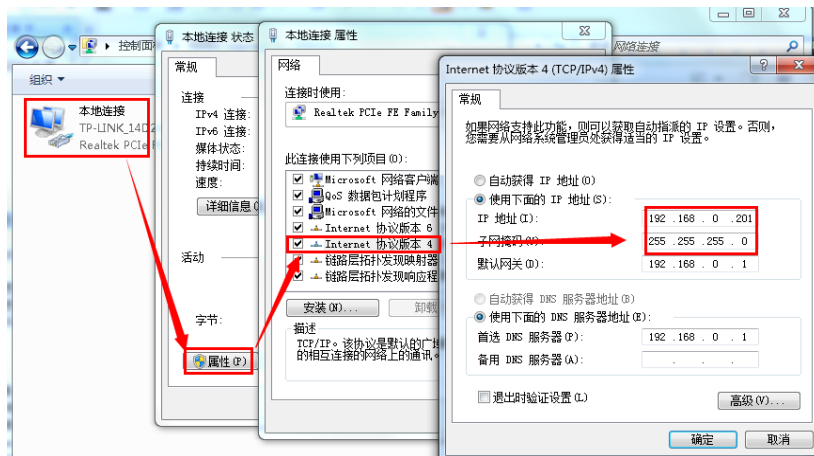 控制面
网络连接
组织
本地连接
TP-LINK_14D2
Realtek PCIe F
本地连接 状态
常规
连接
IPv4 连接:
IPv6 连接:
媒体状态:
持续时间:
速度:
详细信息(
活动
字节:
属性(P)
本地连接 属性
网络
连接时使用:
Realtek PCIe FE Family
此连接使用下列项目(O):
Microsoft 网络客户端
QoS 数据包计划程序
Microsoft 网络的文件
Internet 协议版本 6
Internet 协议版本 4
链路层拓扑发现映射器
链路层拓扑发现响应程
安装(N)...
卸载
描述
TCP/IP。该协议是默认的广域
的相互连接的网络上的通讯。
Internet 协议版本 4 (TCP/IPv4) 属性
常规
如果网络支持此功能，则可以获取自动指派的 IP 设置。否则，
您需要从网络系统管理员处获得适当的 IP 设置。
自动获得 IP 地址(O)
使用下面的 IP 地址(S):
IP 地址(I): 192 .168 . 0 .201
子网掩码(U): 255 .255 .255 . 0
默认网关(D): 192 .168 . 0 . 1
自动获得 DNS 服务器地址(B)
使用下面的 DNS 服务器地址(E):
首选 DNS 服务器(P): 192 .168 . 0 . 1
备用 DNS 服务器(A): . . .
退出时验证设置(L)
高级(V)...
确定
取消